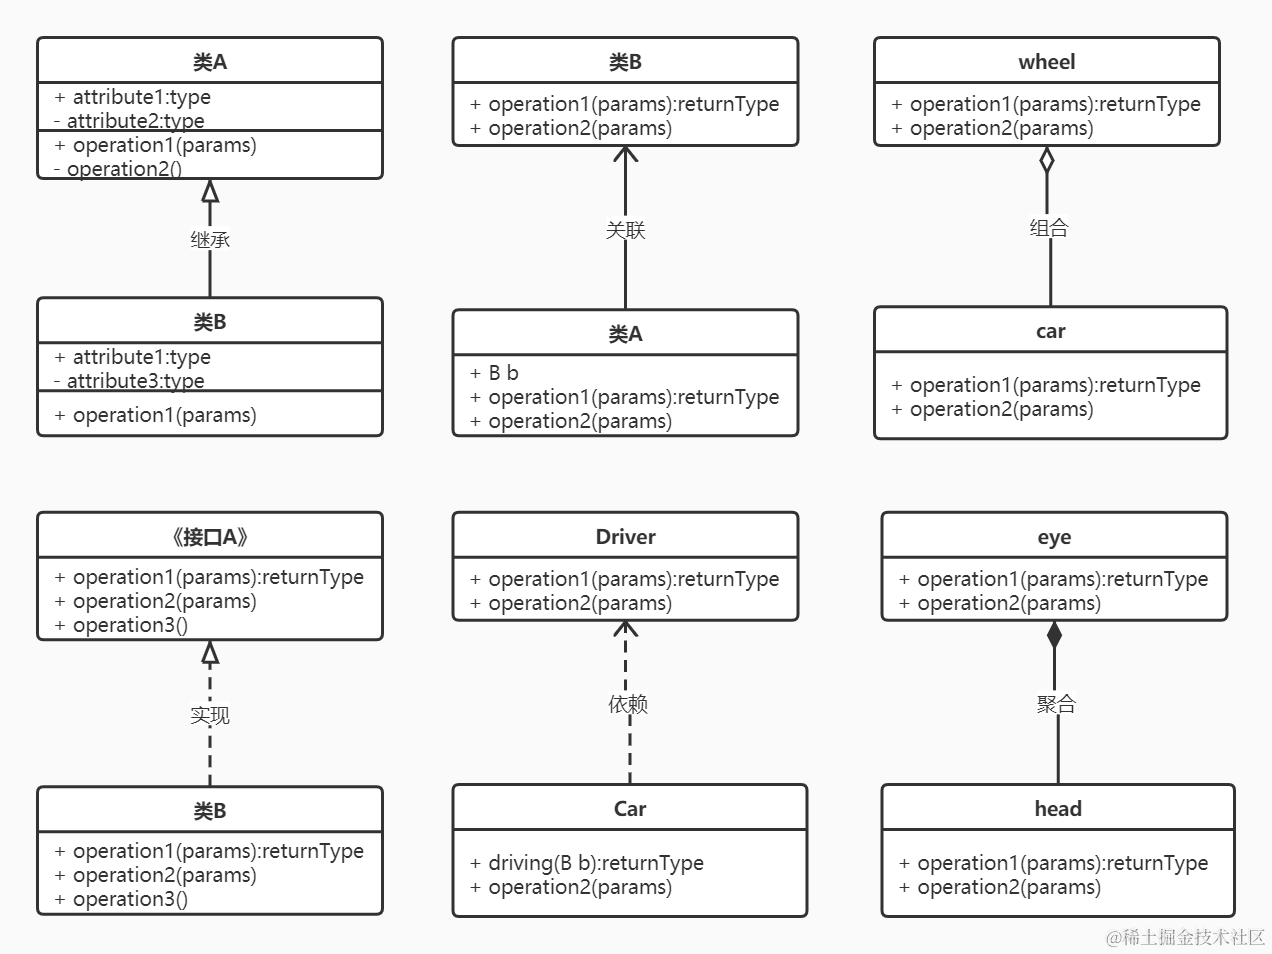 类A
+ attribute1:type
- attribute2:type
+ operation1(params)
- operation2()
继承
类B
+ attribute1:type
- attribute3:type
+ operation1(params)
类B
+ operation1(params):returnType
+ operation2(params)
关联
类A
+ B b
+ operation1(params):returnType
+ operation2(params)
wheel
+ operation1(params):returnType
+ operation2(params)
组合
car
+ operation1(params):returnType
+ operation2(params)
《接口A》
+ operation1(params):returnType
+ operation2(params)
+ operation3()
实现
类B
+ operation1(params):returnType
+ operation2(params)
+ operation3()
Driver
+ operation1(params):returnType
+ operation2(params)
依赖
Car
+ driving(B b):returnType
+ operation2(params)
eye
+ operation1(params):returnType
+ operation2(params)
聚合
head
+ operation1(params):returnType
+ operation2(params)
@稀土掘金技术社区